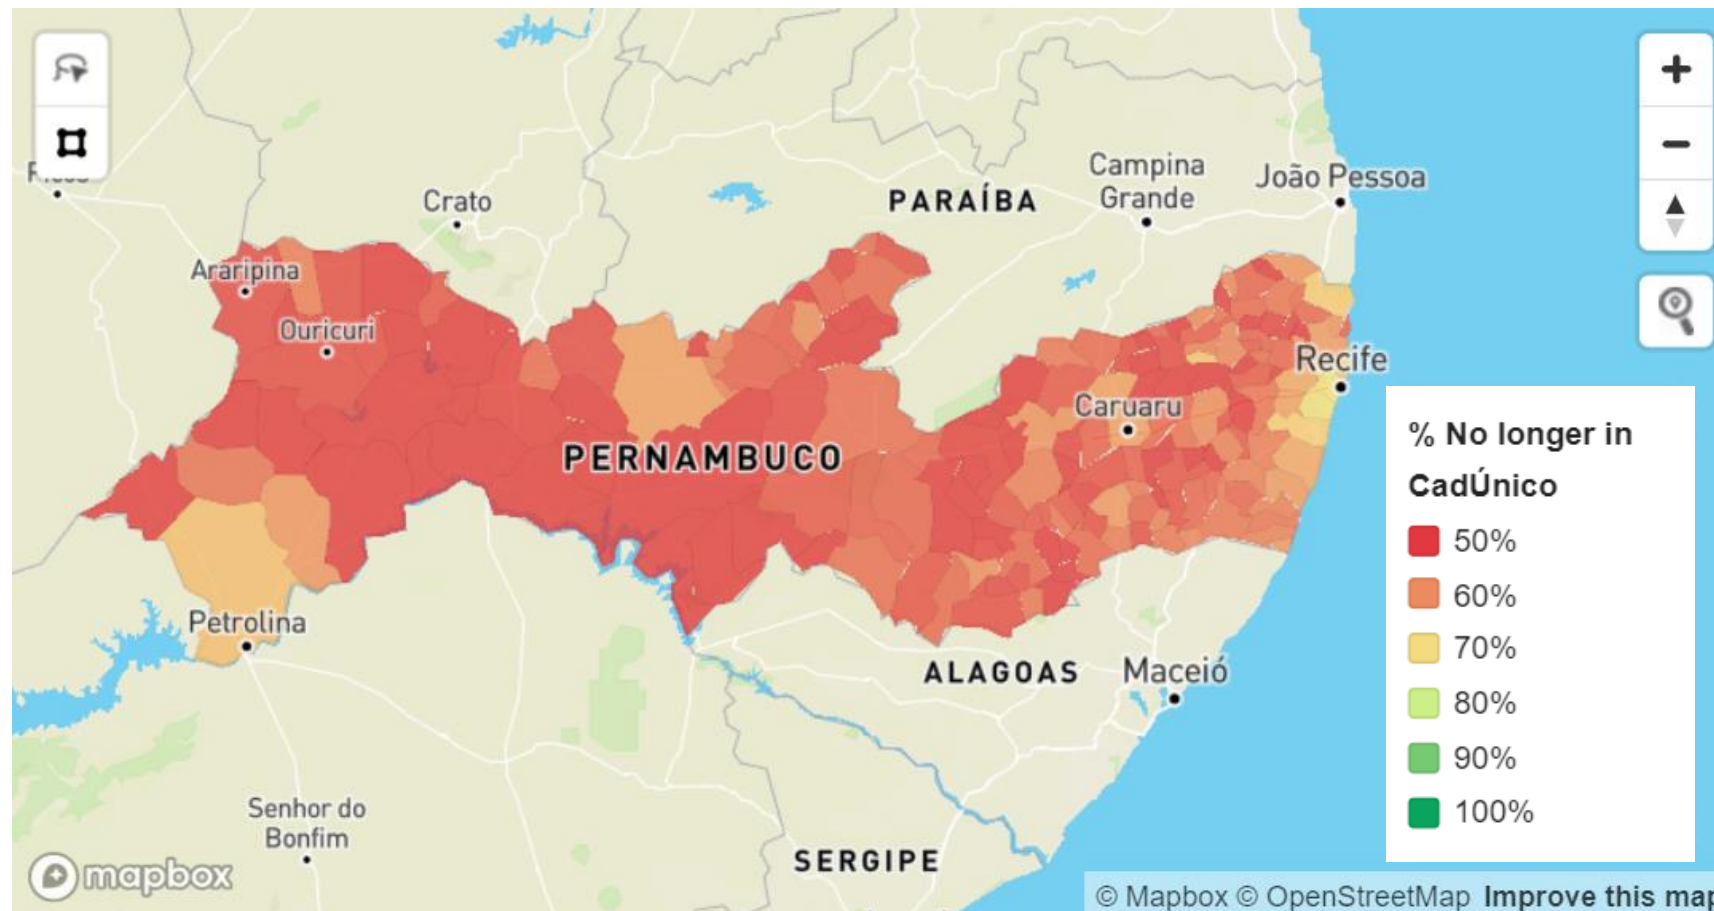 Crato
Campina
Grande
João Pessoa
PARAÍBA
Araripina
Ouricuri
Recife
Caruaru
PERNAMBUCO
% No longer in
CadÚnico
50%
60%
70%
80%
90%
100%
Petrolina
ALAGOAS
Maceió
Senhor do
Bonfim
SERGIPE
mapbox
© Mapbox © OpenStreetMap Improve this map